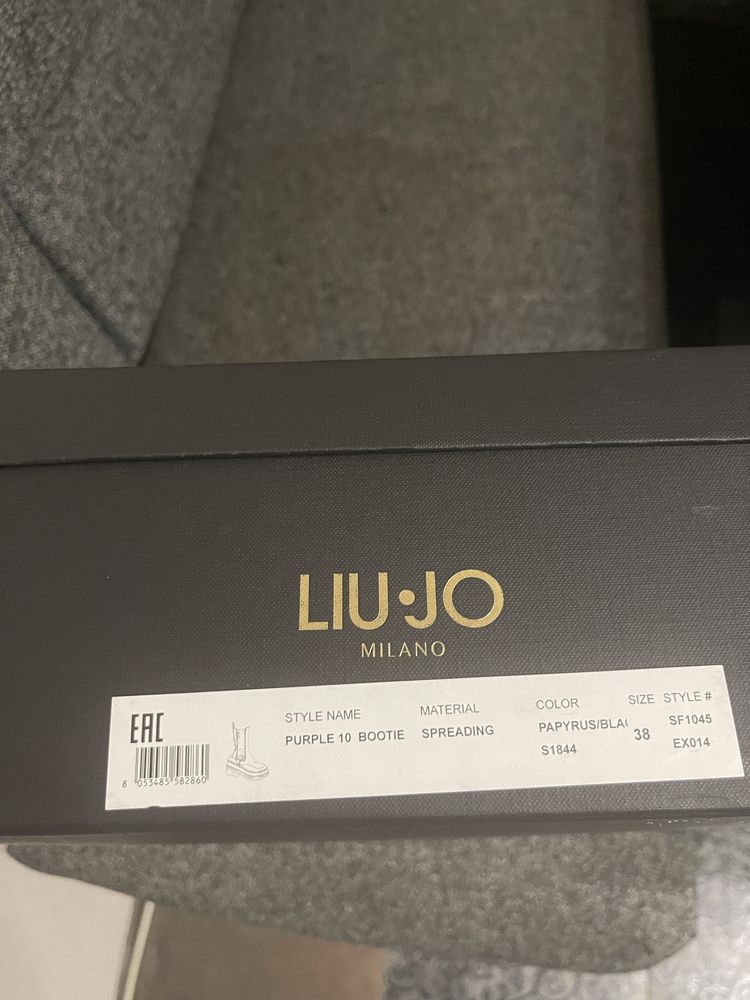 LIU·JO
MILANO
EAC
8 053485 582860
STYLE NAME
PURPLE 10 BOOTIE
MATERIAL
SPREADING
COLOR
PAPYRUS/BLA
S1844
SIZE
38
STYLE #
SF1045
EX014